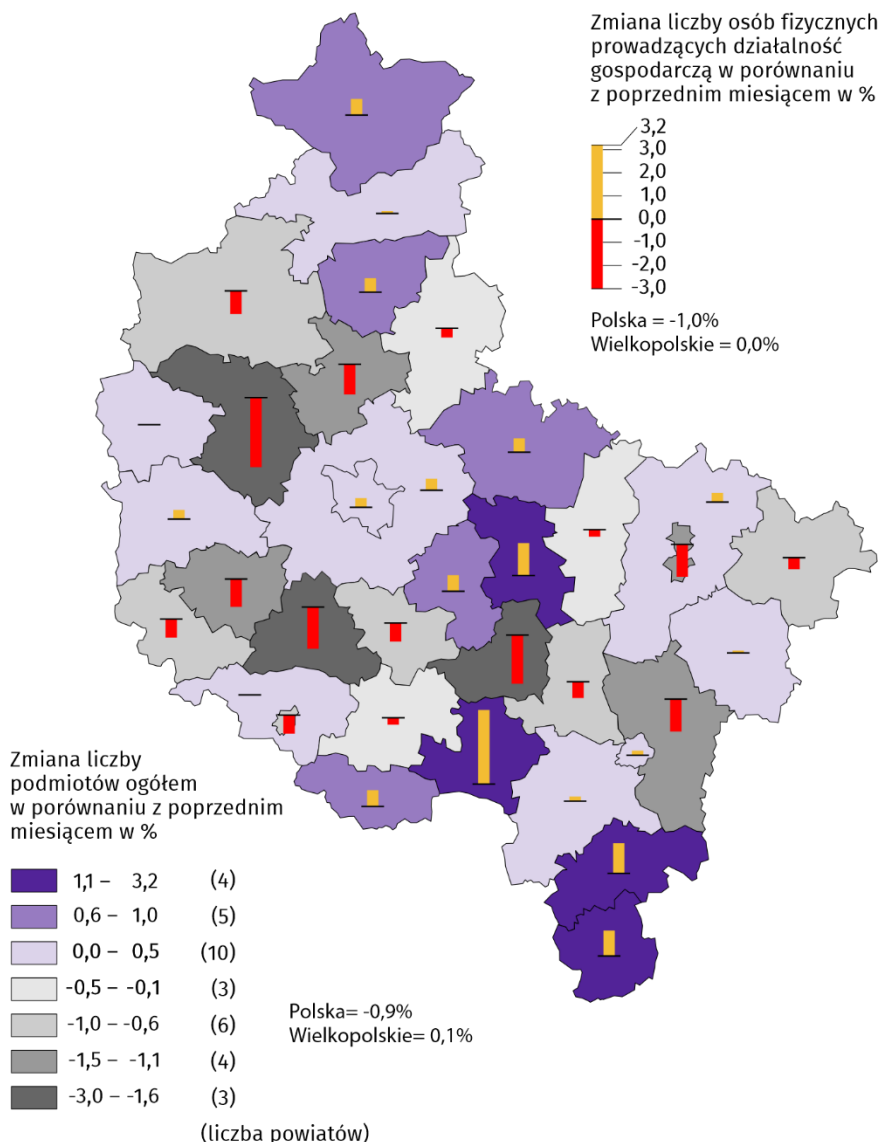 Zmiana liczby osób fizycznych
prowadzących działalność
gospodarczą w porównaniu
z poprzednim miesiącem w %
3,2
3,0
2,0
1,0
0,0
-1,0
-2,0
-3,0
Polska = -1,0%
Wielkopolskie = 0,0%
Zmiana liczby
podmiotów ogółem
w porównaniu z poprzednim
miesiącem w %
1,1 – 3,2 (4)
0,6 – 1,0 (5)
0,0 – 0,5 (10)
-0,5 – -0,1 (3)
-1,0 – -0,6 (6)
-1,5 – -1,1 (4)
-3,0 – -1,6 (3)
(liczba powiatów)
Polska= -0,9%
Wielkopolskie= 0,1%